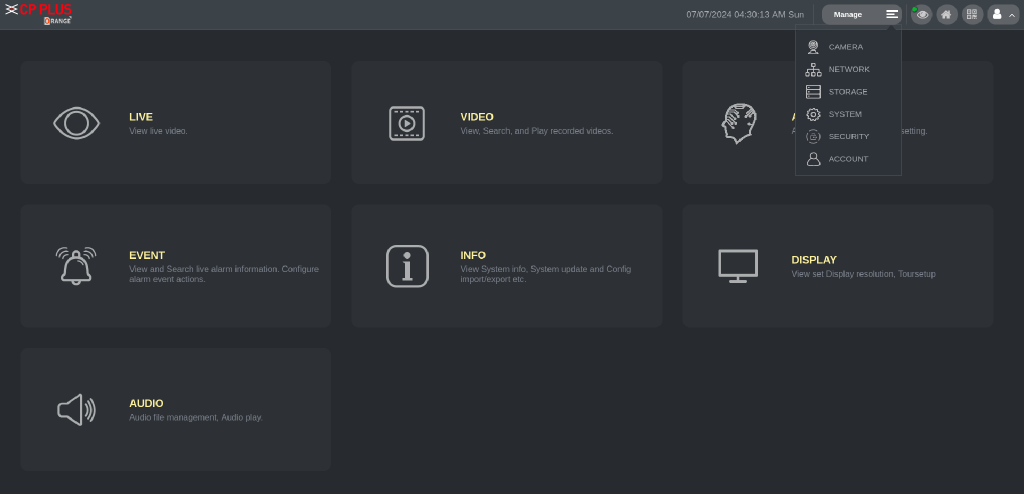 CP PLUS
ORANGE
07/07/2024 04:30:13 AM Sun
Manage
CAMERA
NETWORK
STORAGE
SYSTEM
SECURITY
ACCOUNT
LIVE
View live video.
VIDEO
View, Search, and Play recorded videos.
setting.
EVENT
View and Search live alarm information. Configure
alarm event actions.
INFO
View System info, System update and Config
import/export etc.
DISPLAY
View set Display resolution, Toursetup
AUDIO
Audio file management, Audio play.